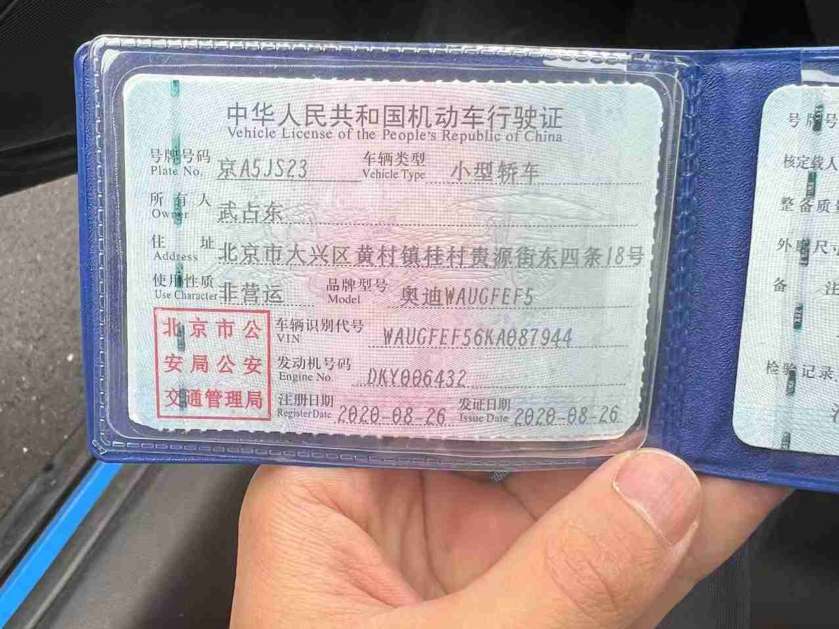 中华人民共和国机动车行驶证
Vehicle License of the People's Republic of China
号牌号码 京A5JS23 车辆类型 小型轿车
Plate No. Vehicle Type
所有人 武占东
Owner
住址 北京市大兴区黄村镇桂村贵源街东四条18号
Address
使用性质 非营运 品牌型号 奥迪WAUGFEF5
Use Character Model
北京市公
安局公安
交通管理局
车辆识别代号 WAUGFEF56KA087944
VIN
发动机号码 DKY006432
Engine No.
注册日期 2020-08-26 发证日期 2020-08-26
Register Date Issue Date
号牌号
核定载人
整备质
外廓尺寸
备 注
检验记录